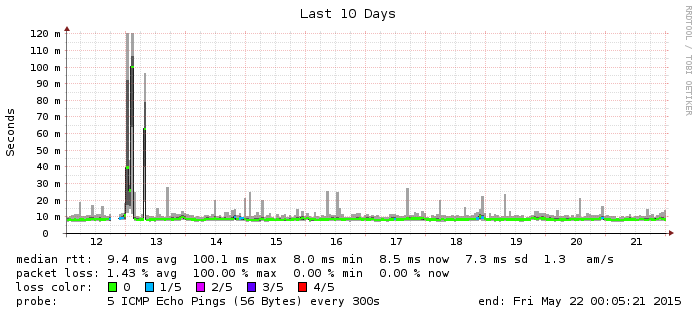 Last 10 Days
RRDTOOL / TOBI OETIKER
Seconds
120 m
110 m
100 m
90 m
80 m
70 m
60 m
50 m
40 m
30 m
20 m
10 m
0
12 13 14 15 16 17 18 19 20 21
median rtt: 9.4 ms avg 100.1 ms max 8.0 ms min 8.5 ms now 7.3 ms sd 1.3 am/s
packet loss: 1.43 % avg 100.00 % max 0.00 % min 0.00 % now
loss color: 0 1/5 2/5 3/5 4/5
probe: 5 ICMP Echo Pings (56 Bytes) every 300s end: Fri May 22 00:05:21 2015